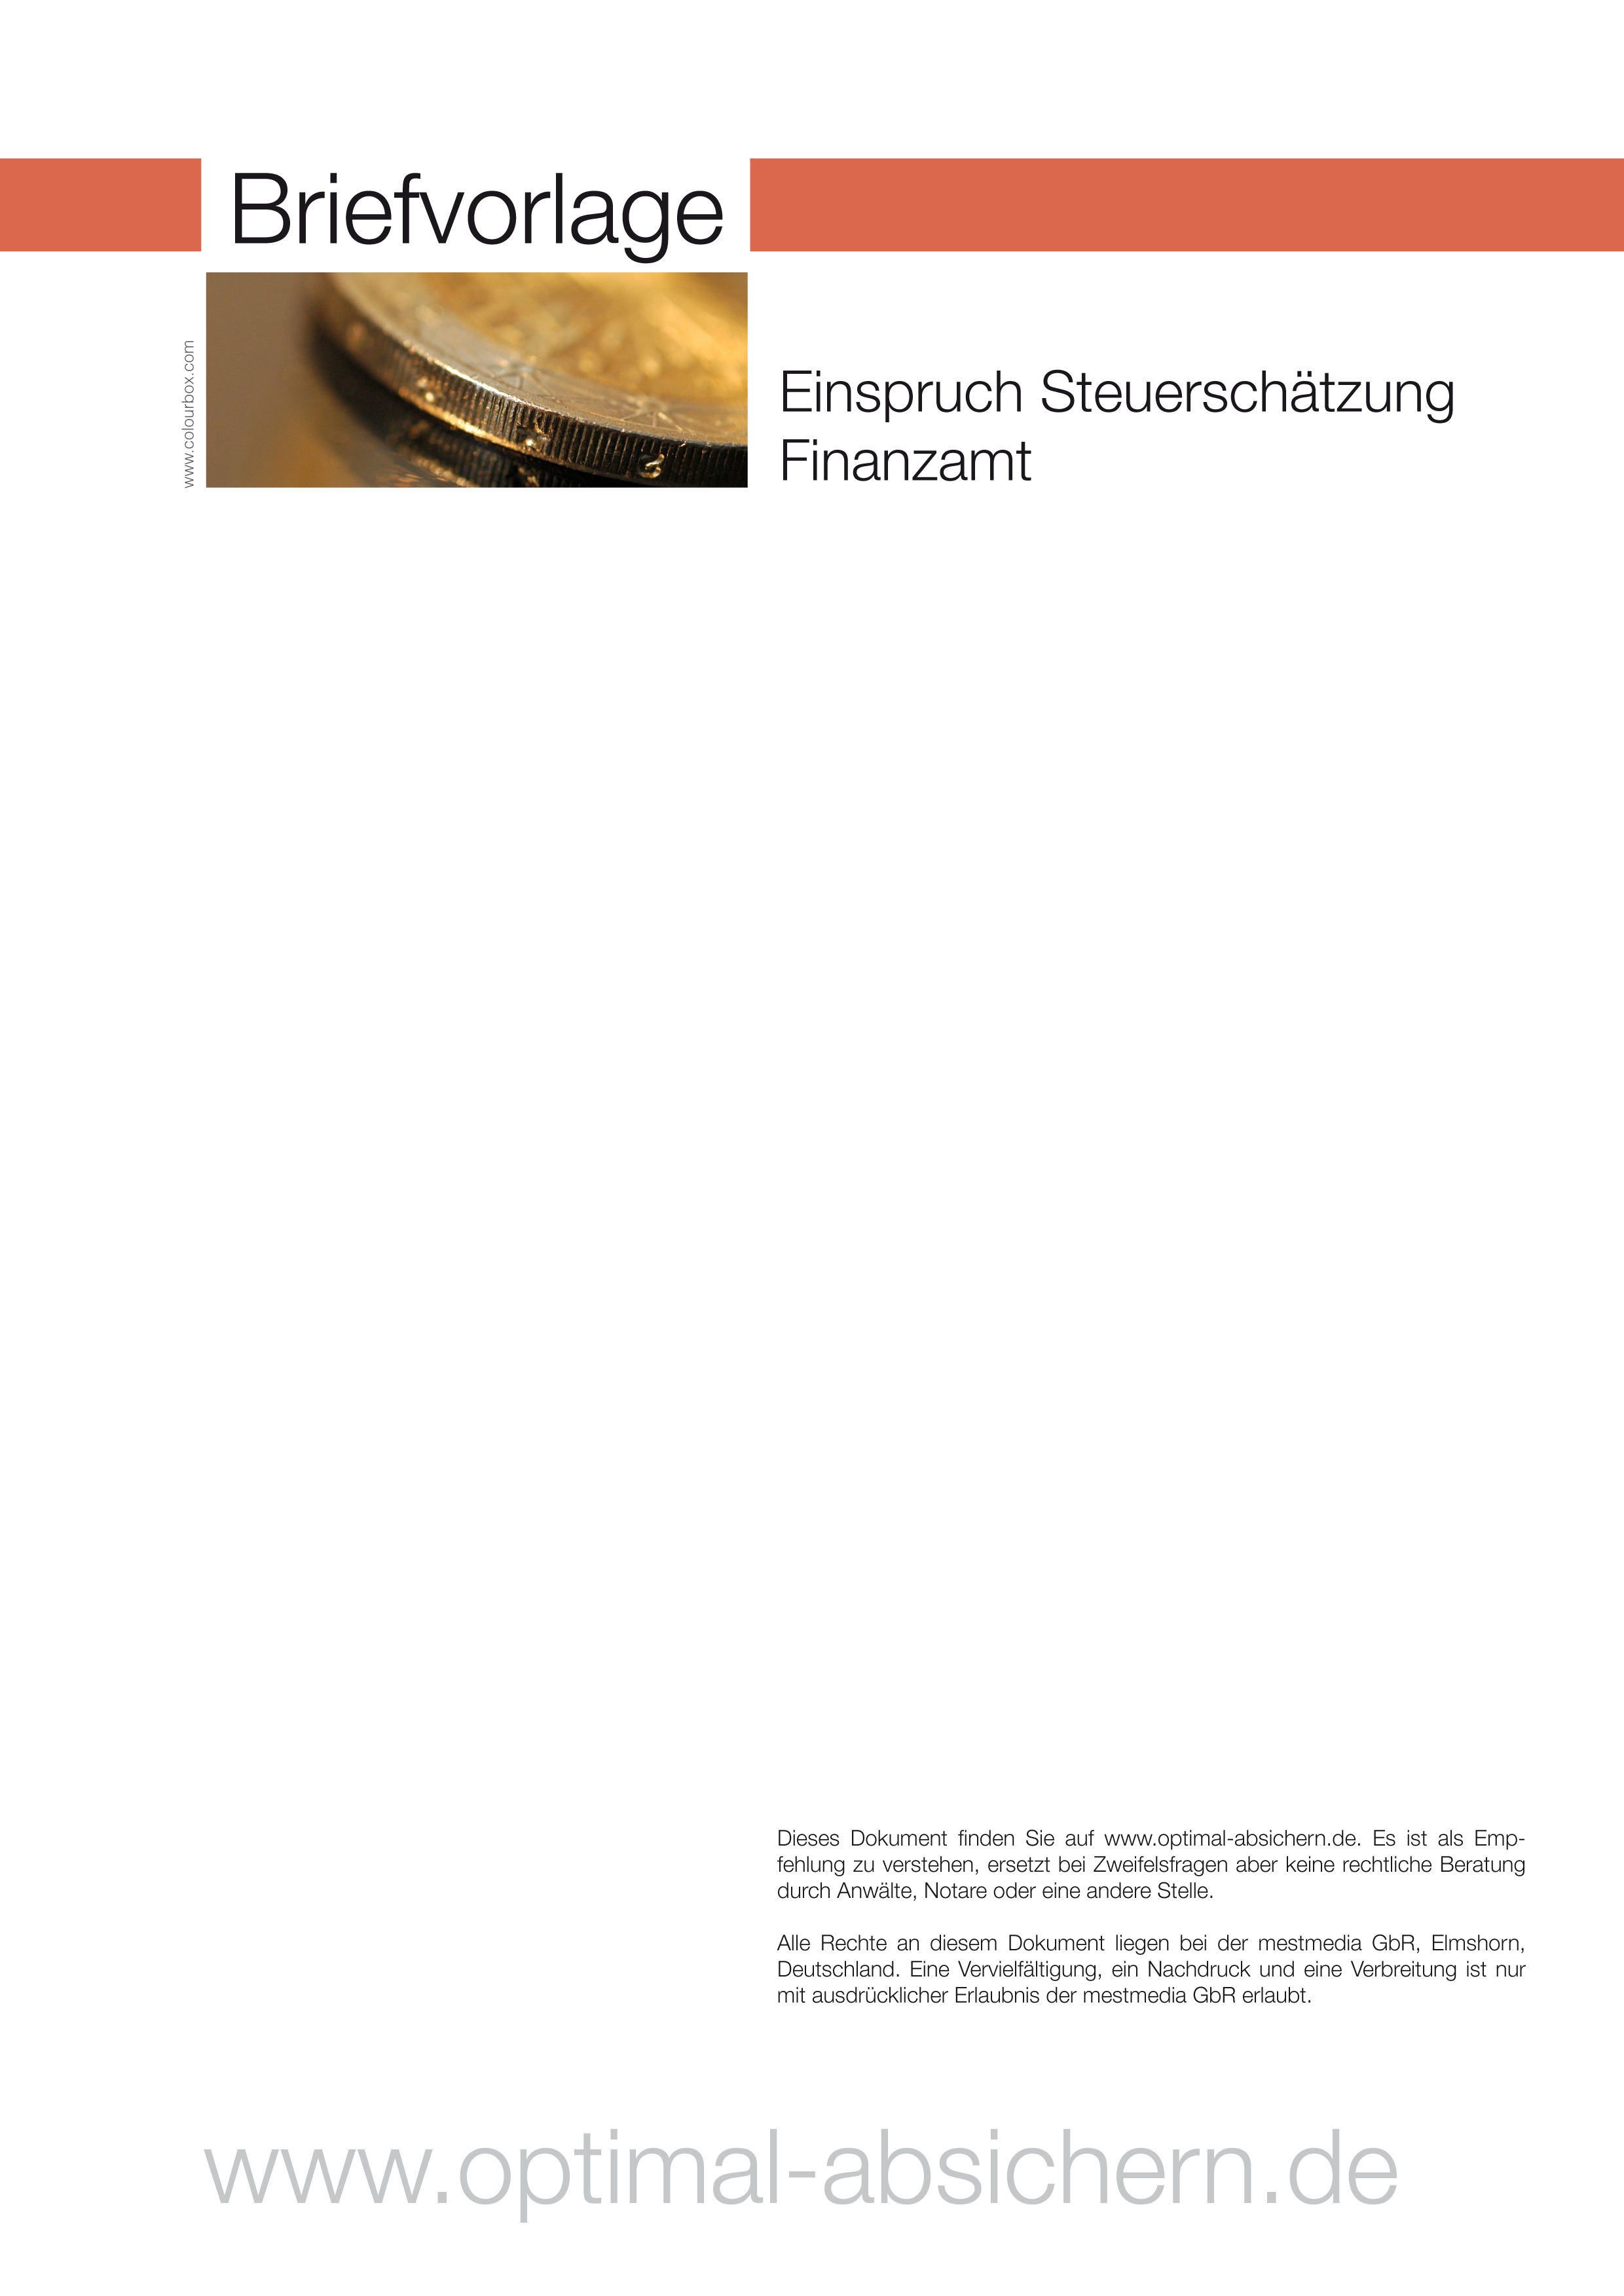 Briefvorlage
www.colourbox.com
Einspruch Steuerschätzung
Finanzamt
Dieses Dokument finden Sie auf www.optimal-absichern.de. Es ist als Emp-
fehlung zu verstehen, ersetzt bei Zweifelsfragen aber keine rechtliche Beratung
durch Anwälte, Notare oder eine andere Stelle.
Alle Rechte an diesem Dokument liegen bei der mestmedia GbR, Elmshorn,
Deutschland. Eine Vervielfältigung, ein Nachdruck und eine Verbreitung ist nur
mit ausdrücklicher Erlaubnis der mestmedia GbR erlaubt.
www.optimal-absichern.de